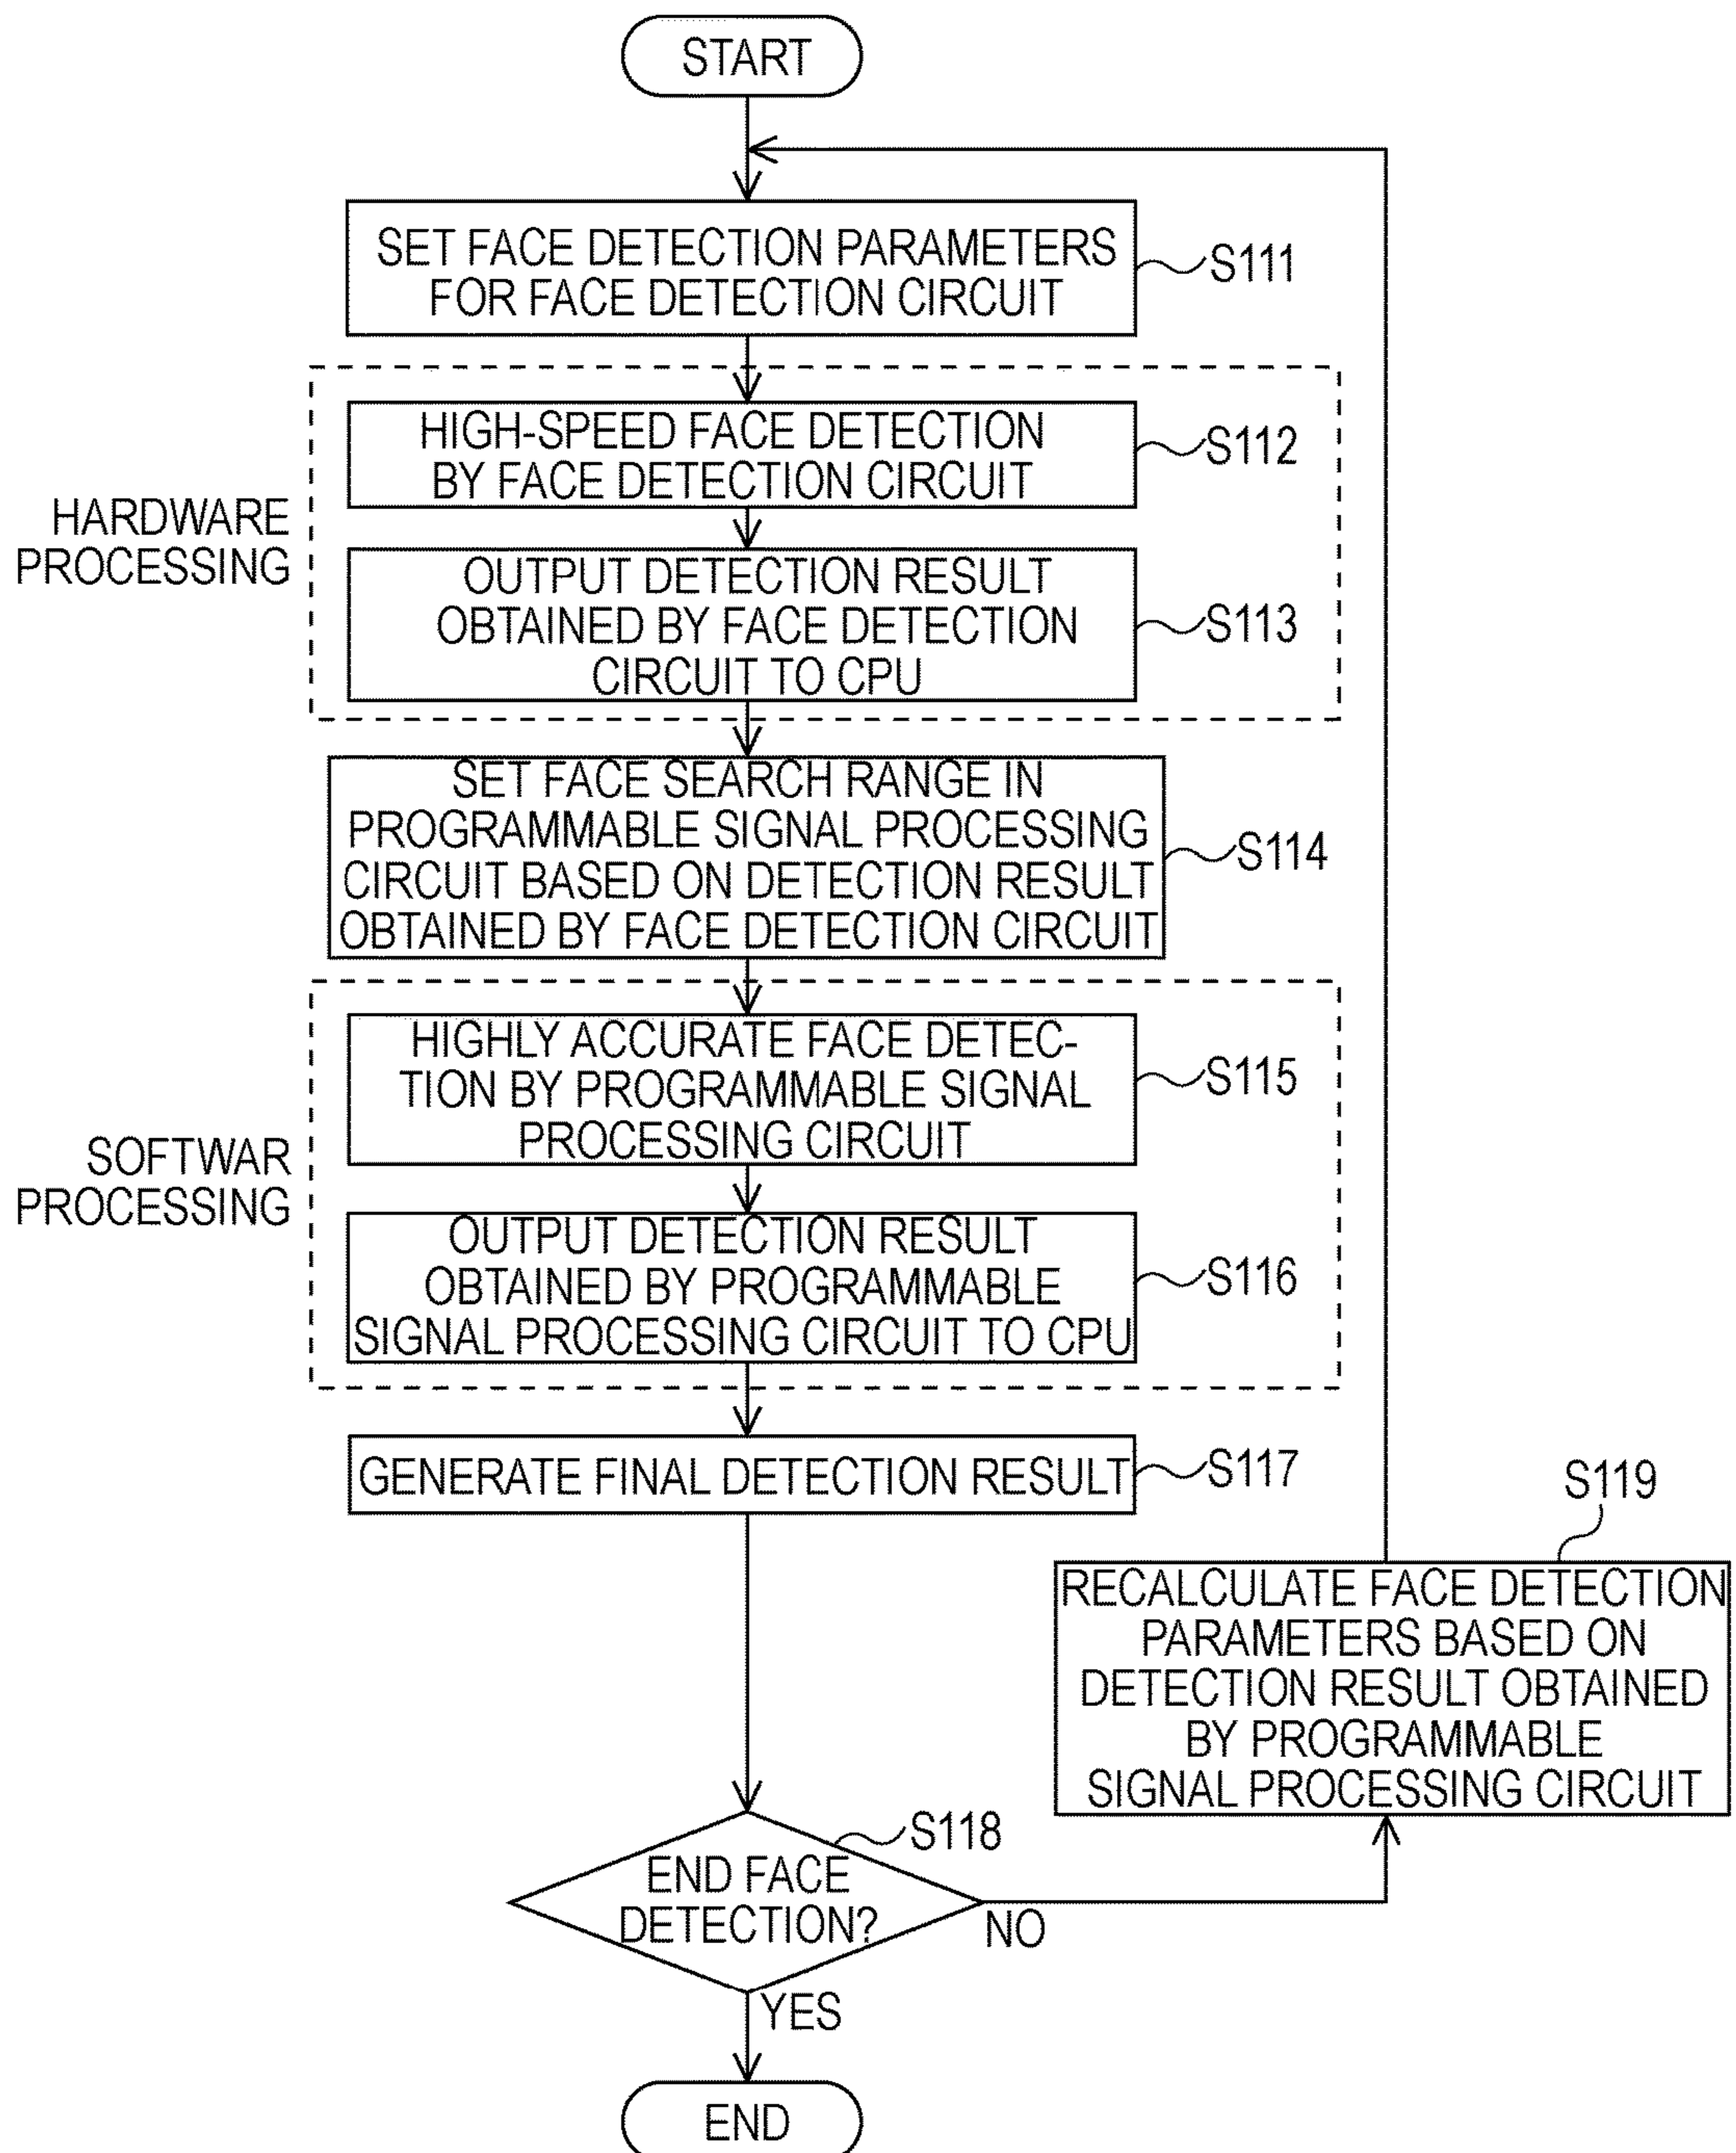 START
SET FACE DETECTION PARAMETERS
FOR FACE DETECTION CIRCUIT
S111
HARDWARE
PROCESSING
HIGH-SPEED FACE DETECTION
BY FACE DETECTION CIRCUIT
S112
OUTPUT DETECTION RESULT
OBTAINED BY FACE DETECTION
CIRCUIT TO CPU
S113
SET FACE SEARCH RANGE IN
PROGRAMMABLE SIGNAL PROCESSING
CIRCUIT BASED ON DETECTION RESULT
OBTAINED BY FACE DETECTION CIRCUIT
S114
SOFTWAR
PROCESSING
HIGHLY ACCURATE FACE DETEC-
TION BY PROGRAMMABLE SIGNAL
PROCESSING CIRCUIT
S115
OUTPUT DETECTION RESULT
OBTAINED BY PROGRAMMABLE
SIGNAL PROCESSING CIRCUIT TO CPU
S116
GENERATE FINAL DETECTION RESULT
S117
S119
RECALCULATE FACE DETECTION
PARAMETERS BASED ON
DETECTION RESULT OBTAINED
BY PROGRAMMABLE
SIGNAL PROCESSING CIRCUIT
S118
END FACE
DETECTION?
NO
YES
END